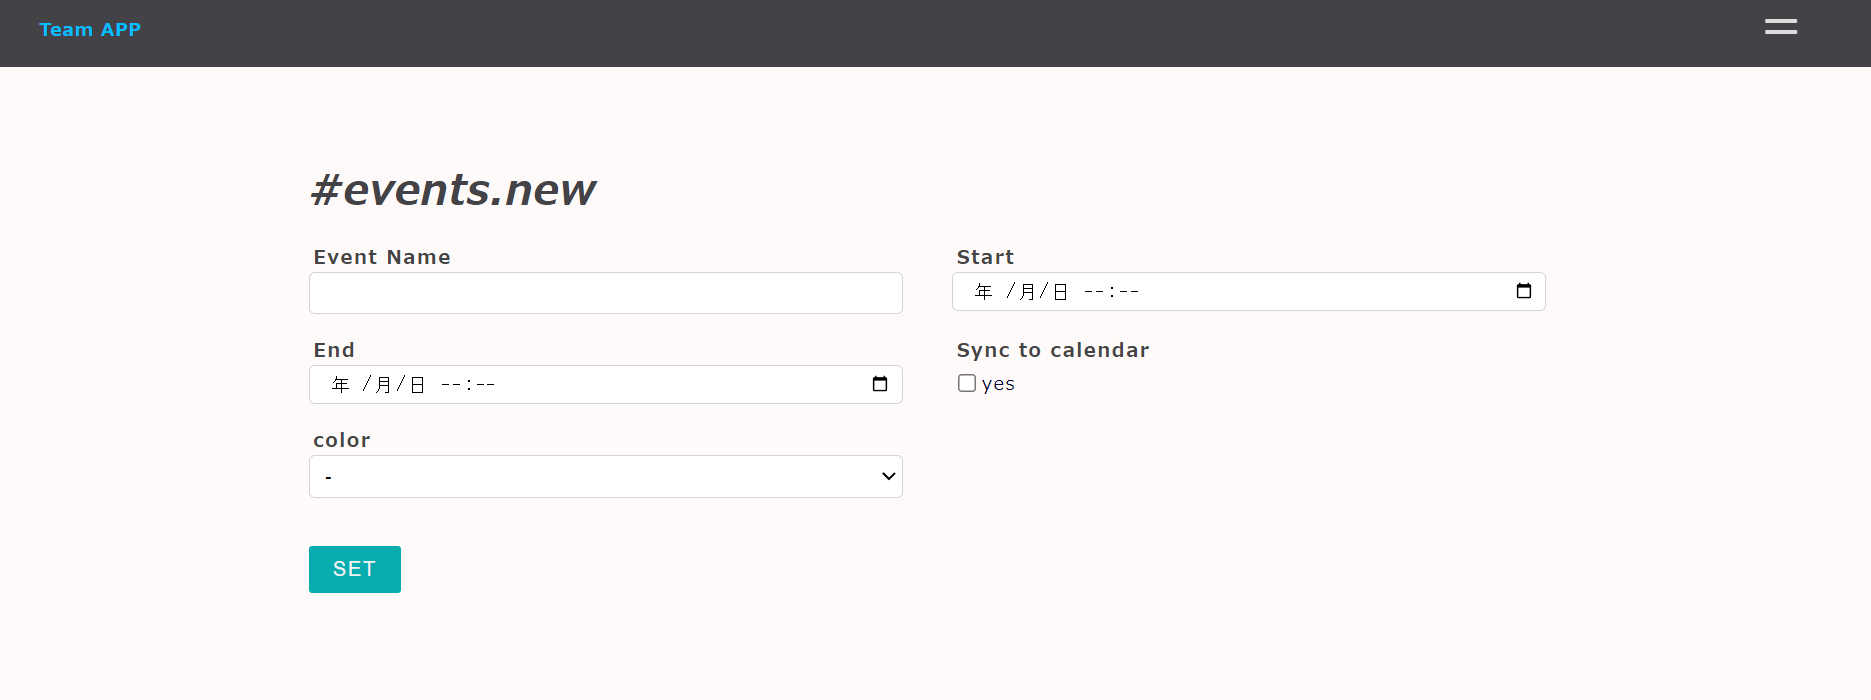 Team APP
#events.new
Event Name
Start
年 /月/日 --:--
End
年 /月/日 --:--
Sync to calendar
yes
color
-
SET